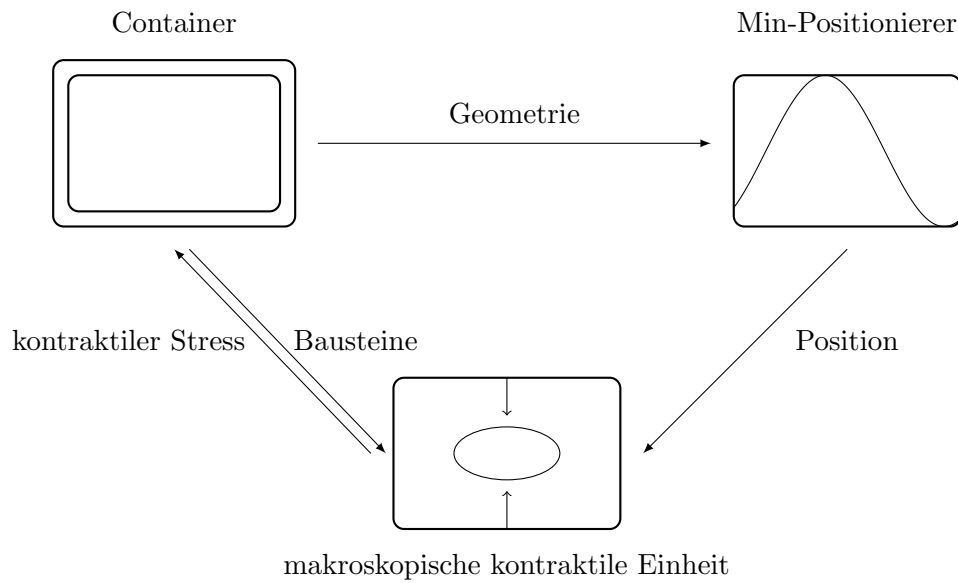 Container
Min-Positionierer
Geometrie
kontraktiler Stress
Bausteine
Position
makroskopische kontraktile Einheit